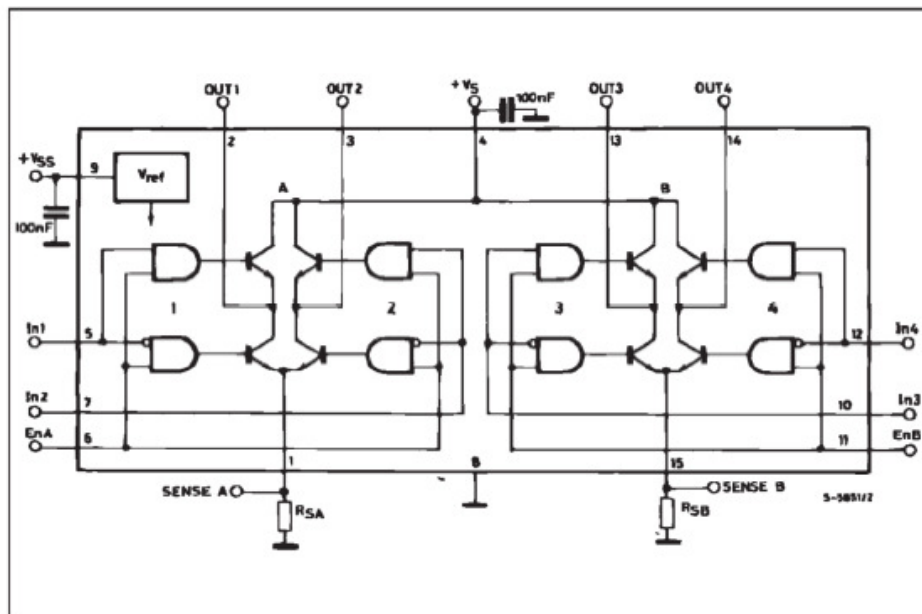 OUT1
OUT2
+VS
100nF
OUT3
OUT4
2
3
4
13
14
+VSS
9
Vref
A
B
100nF
1
2
3
4
In1
5
12
In4
In2
7
10
In3
EnA
6
11
EnB
1
8
15
SENSE A
SENSE B
RSA
RSB
S-5851/2